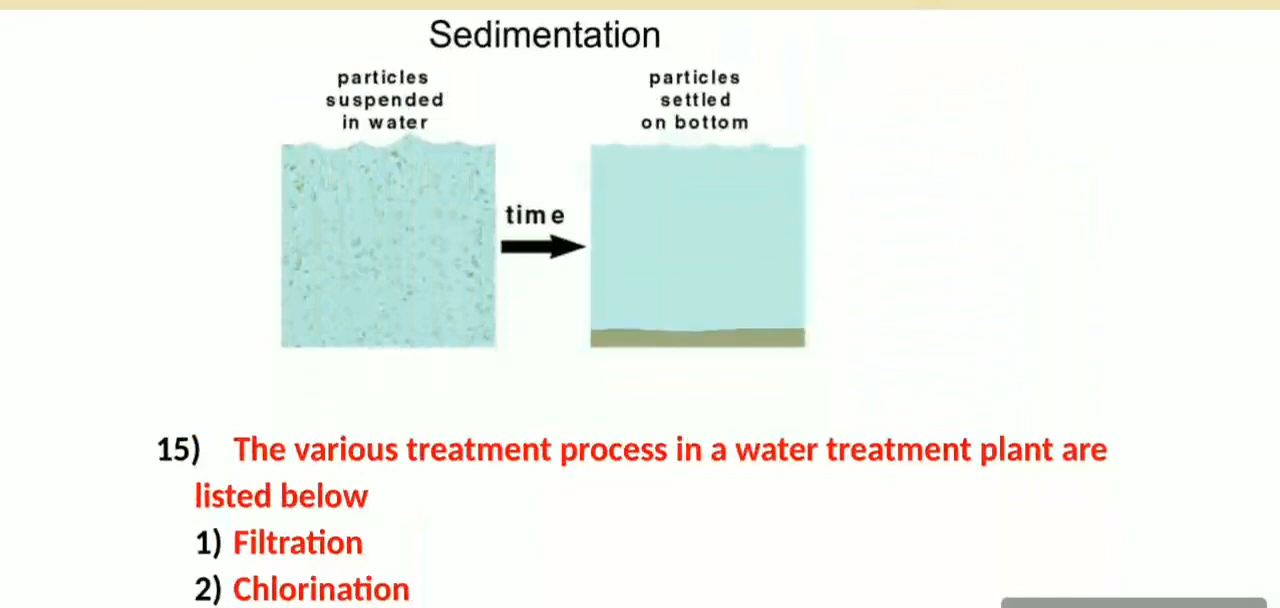 Sedimentation
particles
suspended
in water
particles
settled
on bottom
time
15) The various treatment process in a water treatment plant are
listed below
1) Filtration
2) Chlorination